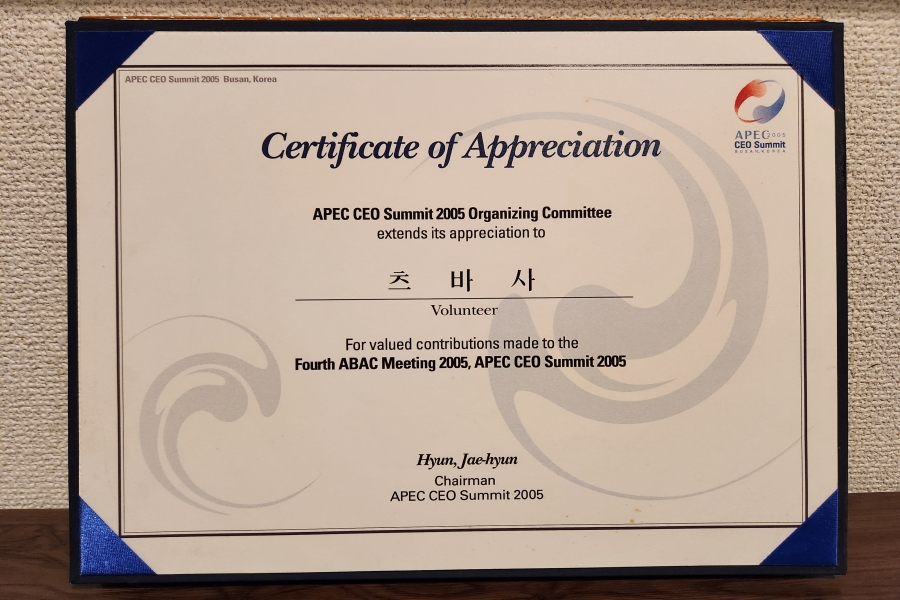 APEC CEO Summit 2005 Busan, Korea
APEC 2005
CEO Summit
BUSAN, KOREA
Certificate of Appreciation
APEC CEO Summit 2005 Organizing Committee
extends its appreciation to
츠 바 사
Volunteer
For valued contributions made to the
Fourth ABAC Meeting 2005, APEC CEO Summit 2005
Hyun, Jae-hyun
Chairman
APEC CEO Summit 2005